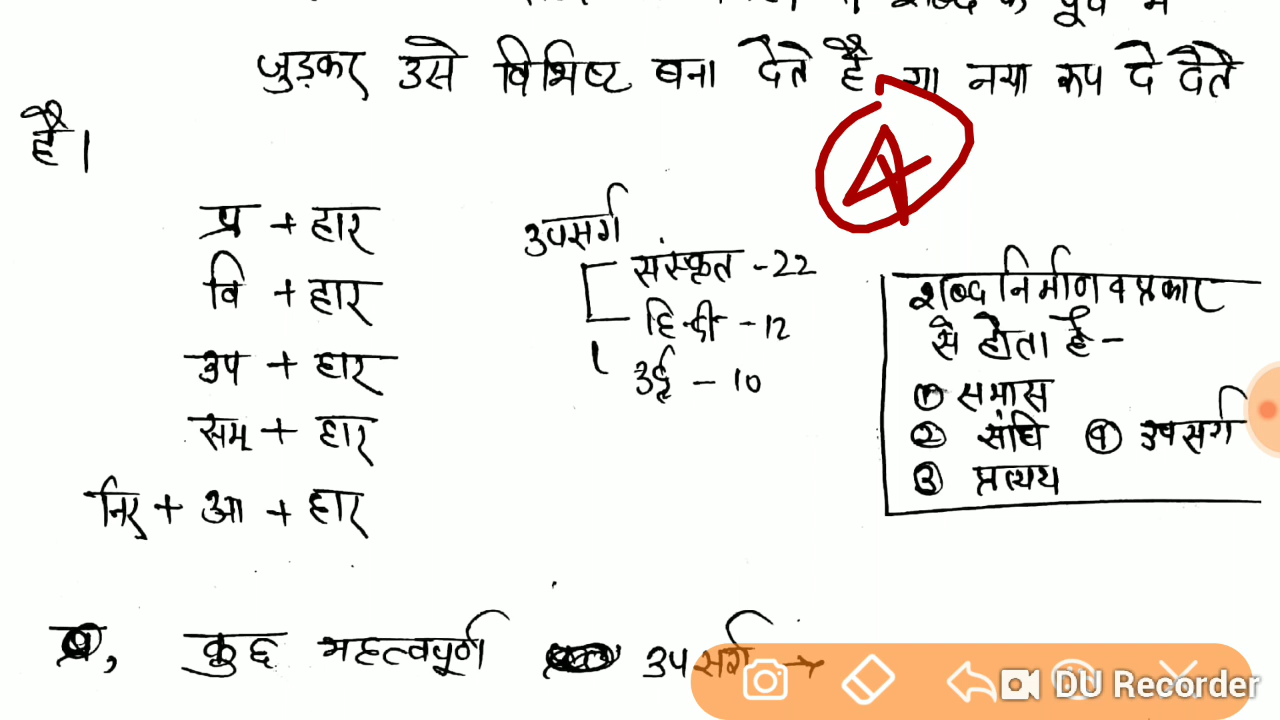 शब्द के पूर्व में
जुड़कर उसे विशिष्ट बना देते हैं या नया रूप दे देते
हैं।
4
प्र + हार
वि + हार
उप + हार
सम् + हार
निर + आ + हार
उपसर्ग
संस्कृत - 22
हिन्दी - 12
उर्दू - 10
शब्द निर्माण व प्रकार
से होता है -
① समास
② संधि ④ उपसर्ग
③ प्रत्यय
कुछ महत्वपूर्ण उपसर्ग →
DU Recorder